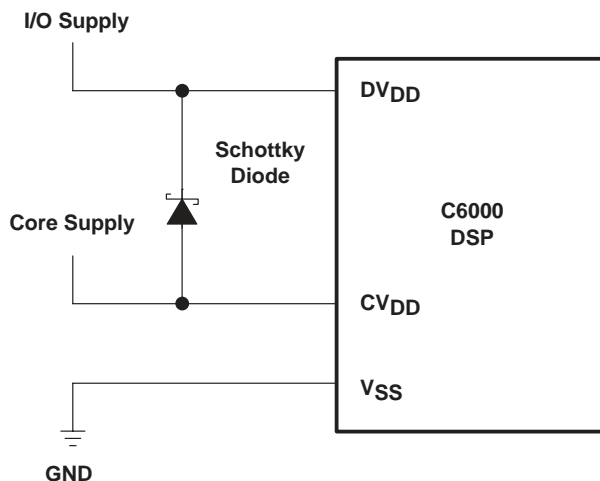 I/O Supply
DVDD
Schottky
Diode
C6000
DSP
Core Supply
CVDD
VSS
GND